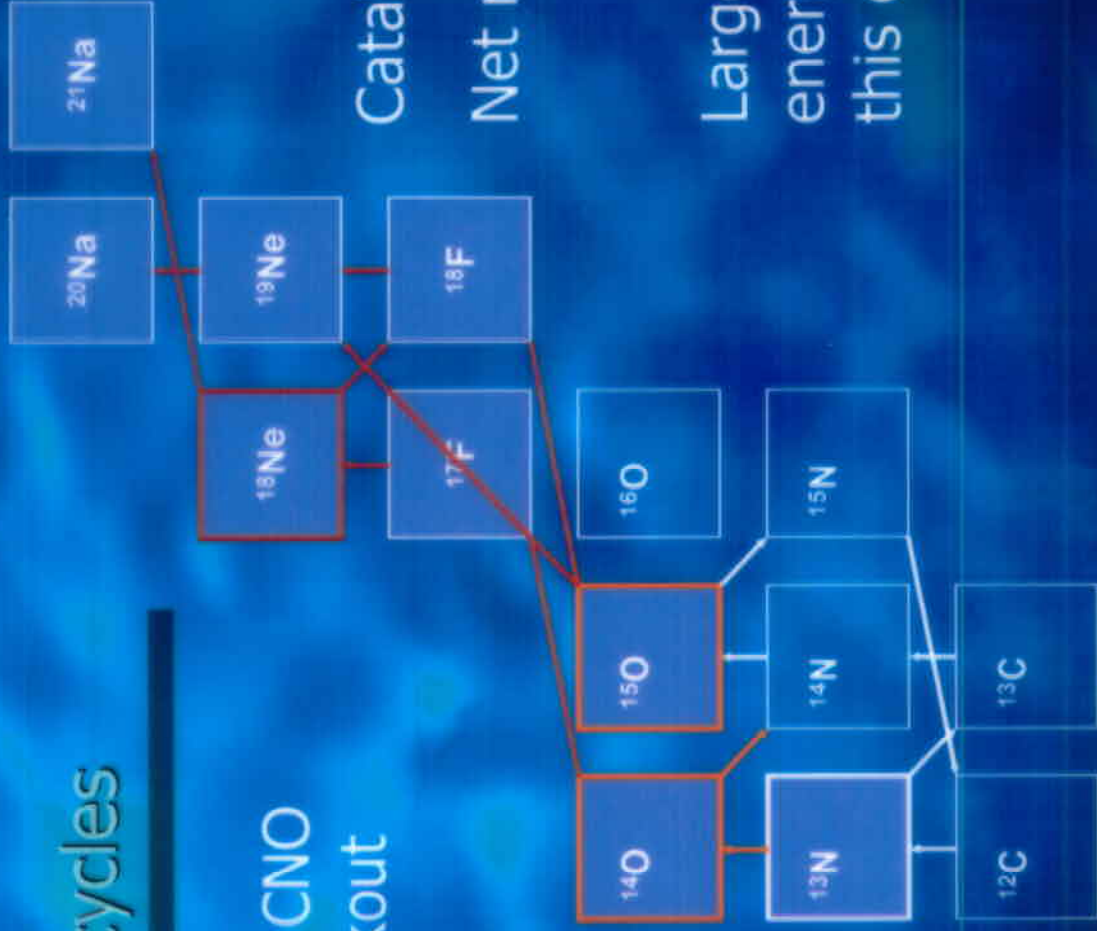 ycles
²⁰Na
²¹Na
CNO
¹⁸Ne
¹⁹Ne
kout
Cata
¹⁷F
¹⁸F
Net
¹⁴O
¹⁵O
¹⁶O
Larg
ener
¹³N
¹⁴N
¹⁵N
this
¹²C
¹³C